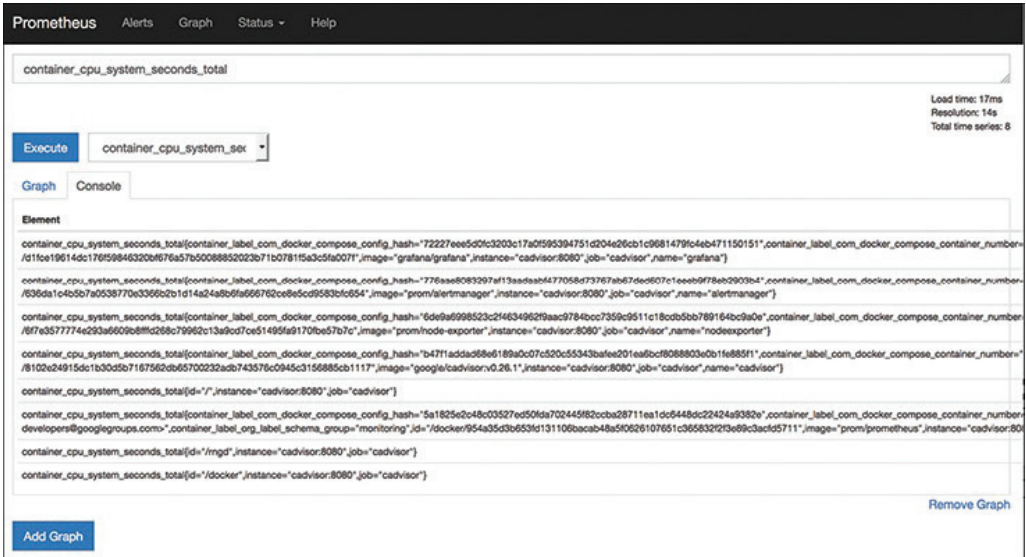 Prometheus Alerts Graph Status Help
container_cpu_system_seconds_total
Load time: 17ms
Resolution: 14s
Total time series: 8
Execute container_cpu_system_sec
Graph Console
Element
container_cpu_system_seconds_total{container_label_com_docker_compose_config_hash="72227eee5d0fc3203c17a0f595394751d204e26cb1c9681479fc4eb471150151",container_label_com_docker_compose_container_number=
/d1fce19614dc176f59846320bf676a57b50088852023b71b0781f5a3c5fa007f",image="grafana/grafana",instance="cadvisor:8080",job="cadvisor",name="grafana"}
container_cpu_system_seconds_total{container_label_com_docker_compose_config_hash="776aae8083297af13aadaabf477058d73767ab67ded607c1eeeb9f78eb2903b4",container_label_com_docker_compose_container_number=
/636da1c4b5b7a0538770e3366b2b1d14a24a8b6fa666762ce8e5cd9583bfc654",image="prom/alertmanager",instance="cadvisor:8080",job="cadvisor",name="alertmanager"}
container_cpu_system_seconds_total{container_label_com_docker_compose_config_hash="6de9a6998523c2f4634962f9aac9784bcc7359c9511c18cdb5bb789164bc9a0e",container_label_com_docker_compose_container_number=
/6f7e3577774e293a6609b8fffd268c79962c13a9cd7ce51495fa9170fbe57b7c",image="prom/node-exporter",instance="cadvisor:8080",job="cadvisor",name="nodeexporter"}
container_cpu_system_seconds_total{container_label_com_docker_compose_config_hash="b47f1addad68e6189a0c07c520c55343bafee201ea6bcf8088803e0b1fe885f1",container_label_com_docker_compose_container_number="
/8102e24915dc1b30d5b7167562db65700232adb743576c0945c3156885cb1117",image="google/cadvisor:v0.26.1",instance="cadvisor:8080",job="cadvisor",name="cadvisor"}
container_cpu_system_seconds_total{id="/",instance="cadvisor:8080",job="cadvisor"}
container_cpu_system_seconds_total{container_label_com_docker_compose_config_hash="5a1825e2c48c03527ed50fda702445f82ccba28711ea1dc6448dc22424a9382e",container_label_com_docker_compose_container_number=
developers@googlegroups.com>",container_label_org_label_schema_group="monitoring",id="/docker/954a35d3b653fd131106bacab48a5f0626107651c365832f2f3e89c3acfd5711",image="prom/prometheus",instance="cadvisor:80
container_cpu_system_seconds_total{id="/rngd",instance="cadvisor:8080",job="cadvisor"}
container_cpu_system_seconds_total{id="/docker",instance="cadvisor:8080",job="cadvisor"}
Remove Graph
Add Graph